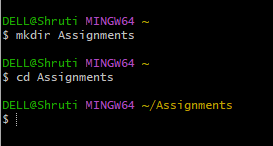 DELL@Shruti MINGW64 ~
$ mkdir Assignments
DELL@Shruti MINGW64 ~
$ cd Assignments
DELL@Shruti MINGW64 ~/Assignments
$